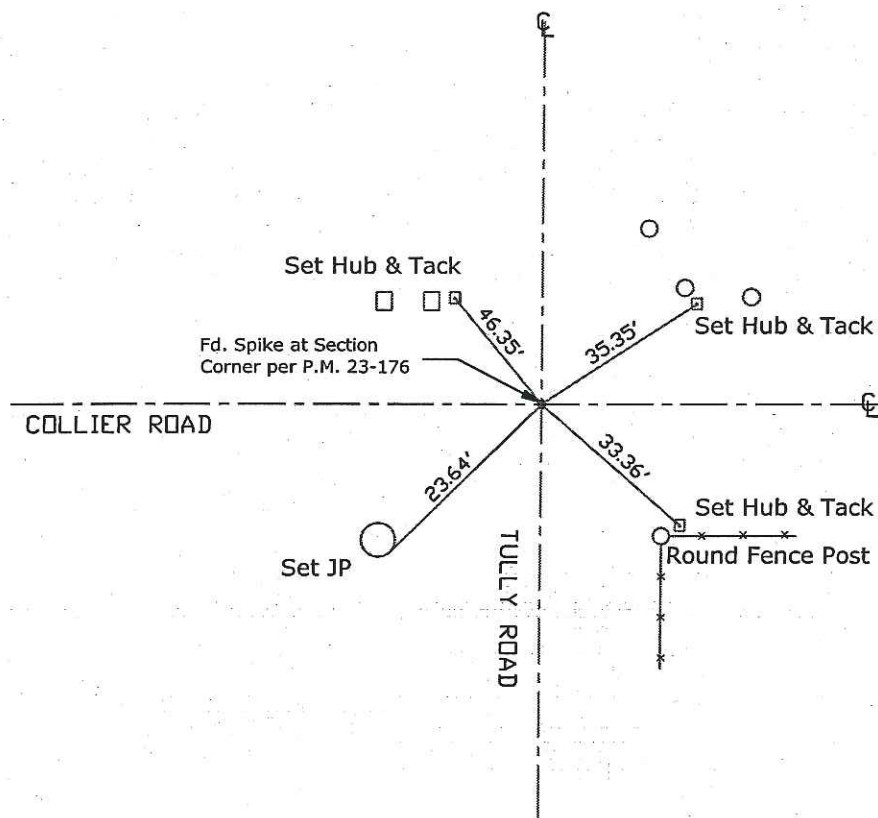 ℄
Set Hub & Tack
46.35'
35.35'
Set Hub & Tack
Fd. Spike at Section
Corner per P.M. 23-176
℄
COLLIER ROAD
23.64'
33.36'
Set Hub & Tack
Set JP
Round Fence Post
TULLY ROAD